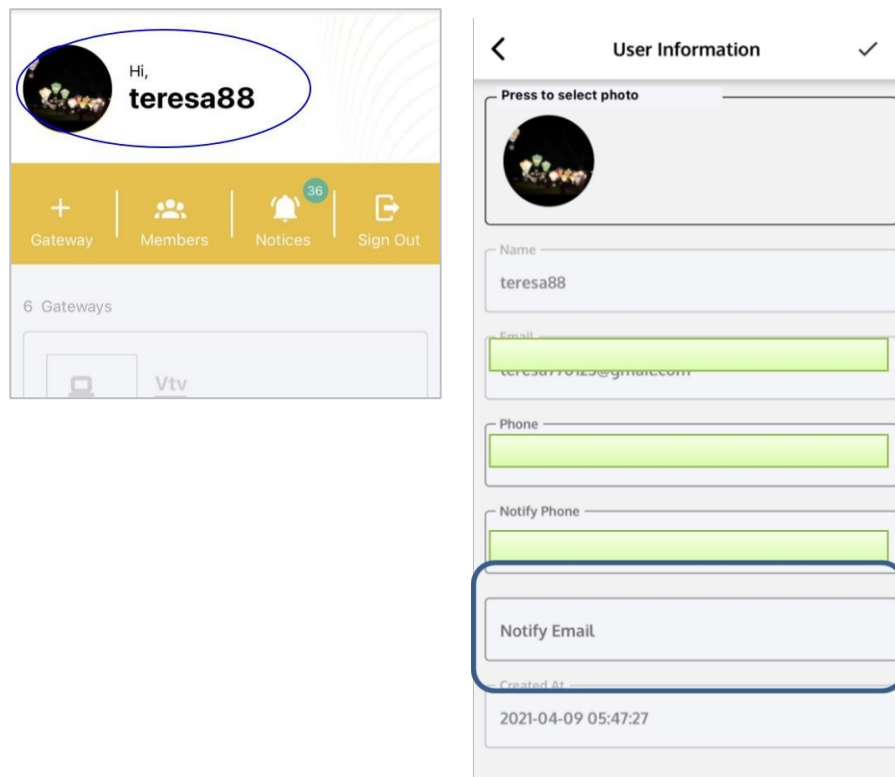 Hi,
teresa88
36
Gateway
Members
Notices
Sign Out
6 Gateways
Vtv
User Information
Press to select photo
Name
teresa88
Email
Phone
Notify Phone
Notify Email
Created At
2021-04-09 05:47:27